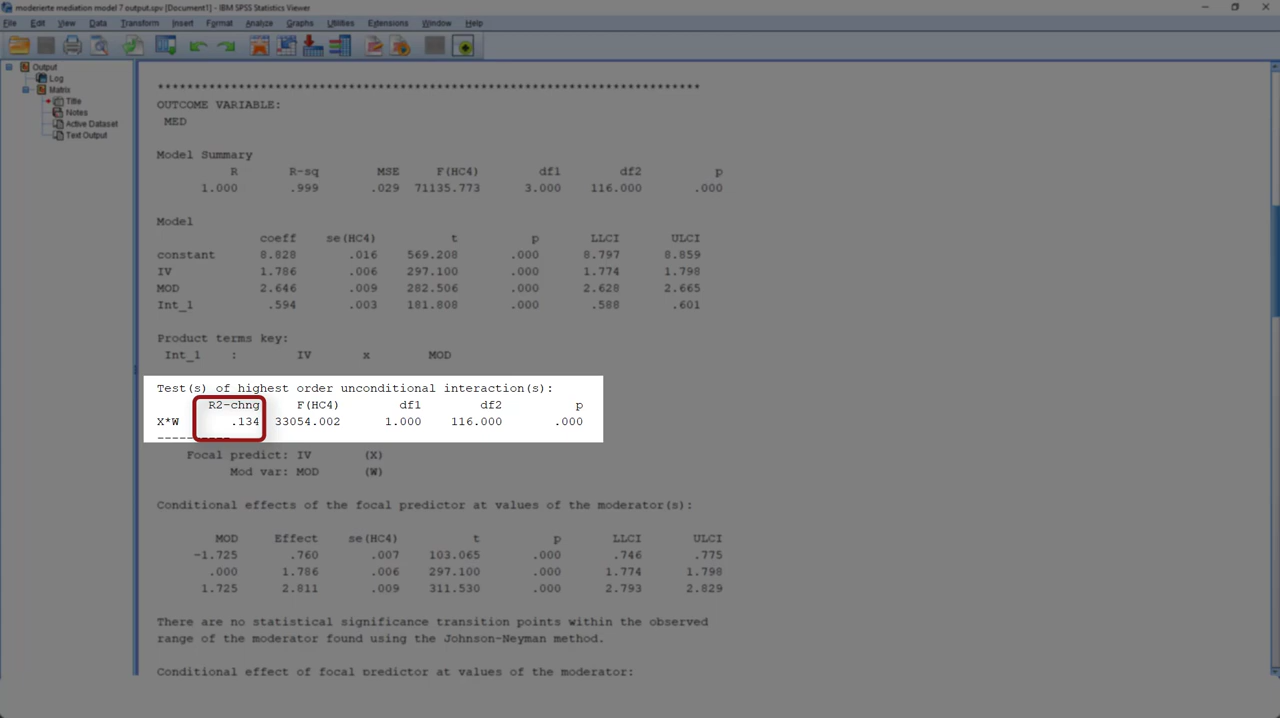 moderierte mediation model 7 output.spv [Document1] - IBM SPSS Statistics Viewer
File Edit View Data Transform Insert Format Analyze Graphs Utilities Extensions Window Help
Output
Log
Matrix
Title
Notes
Active Dataset
Text Output
**************************************************************************
OUTCOME VARIABLE:
MED
Model Summary
R R-sq MSE F(HC4) df1 df2 p
1.000 .999 .029 71135.773 3.000 116.000 .000
Model
coeff se(HC4) t p LLCI ULCI
constant 8.828 .016 569.208 .000 8.797 8.859
IV 1.786 .006 297.100 .000 1.774 1.798
MOD 2.646 .009 282.506 .000 2.628 2.665
Int_1 .594 .003 181.808 .000 .588 .601
Product terms key:
Int_1 : IV x MOD
Test(s) of highest order unconditional interaction(s):
R2-chng F(HC4) df1 df2 p
X*W .134 33054.002 1.000 116.000 .000
----------
Focal predict: IV (X)
Mod var: MOD (W)
Conditional effects of the focal predictor at values of the moderator(s):
MOD Effect se(HC4) t p LLCI ULCI
-1.725 .760 .007 103.065 .000 .746 .775
.000 1.786 .006 297.100 .000 1.774 1.798
1.725 2.811 .009 311.530 .000 2.793 2.829
There are no statistical significance transition points within the observed
range of the moderator found using the Johnson-Neyman method.
Conditional effect of focal predictor at values of the moderator: